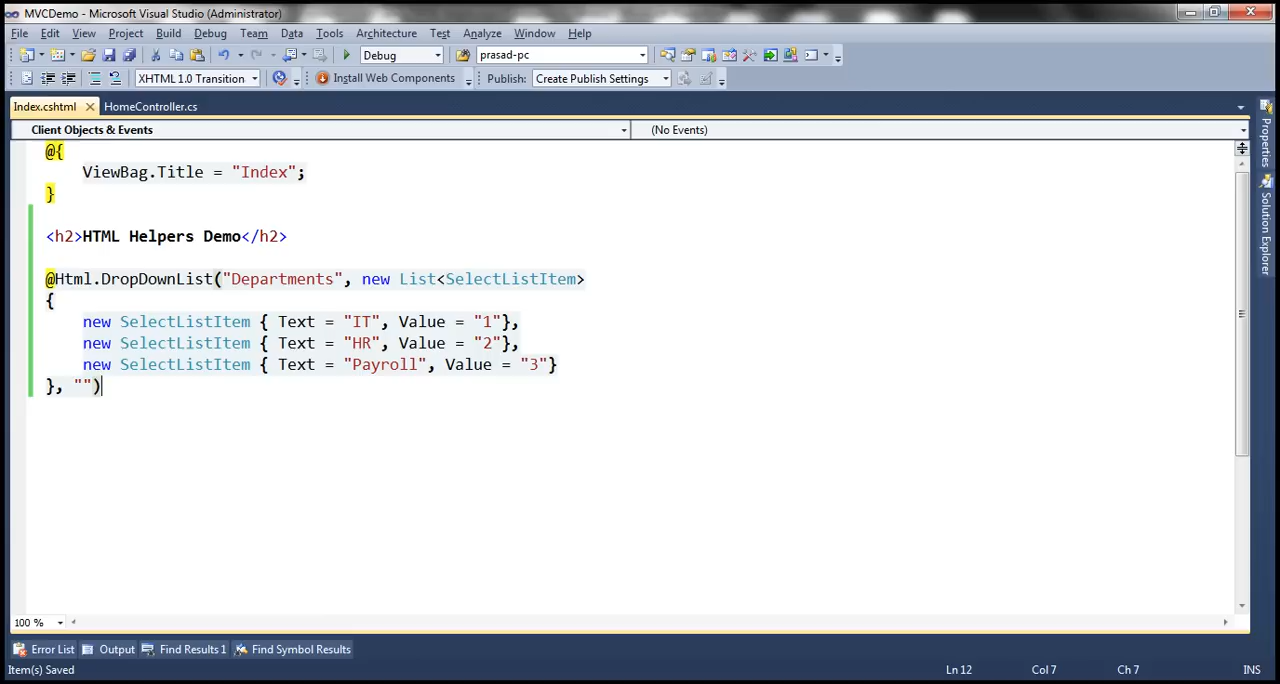 MVCDemo - Microsoft Visual Studio (Administrator)
File Edit View Project Build Debug Team Data Tools Architecture Test Analyze Window Help
Debug prasad-pc
XHTML 1.0 Transition Install Web Components Publish: Create Publish Settings
Index.cshtml HomeController.cs
Client Objects & Events (No Events)
@{
ViewBag.Title = "Index";
}
<h2>HTML Helpers Demo</h2>
@Html.DropDownList("Departments", new List<SelectListItem>
{
new SelectListItem { Text = "IT", Value = "1"},
new SelectListItem { Text = "HR", Value = "2"},
new SelectListItem { Text = "Payroll", Value = "3"}
}, "")
Properties
Solution Explorer
100 %
Error List Output Find Results 1 Find Symbol Results
Item(s) Saved Ln 12 Col 7 Ch 7 INS